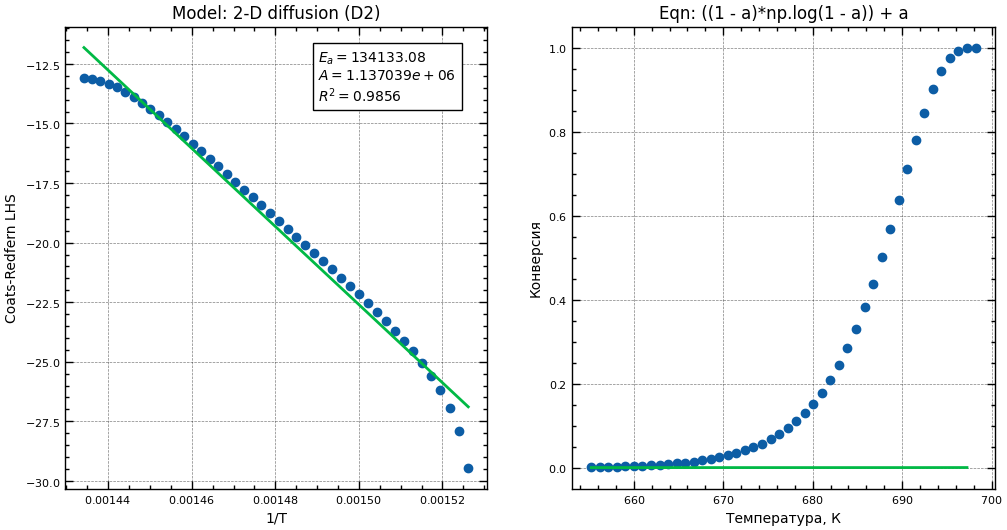 Model: 2-D diffusion (D2)
Eqn: ((1 - a)*np.log(1 - a)) + a
E_a = 134133.08
A = 1.137039e + 06
R^2 = 0.9856
Coats-Redfern LHS
−12.5
−15.0
−17.5
−20.0
−22.5
−25.0
−27.5
−30.0
0.00144
0.00146
0.00148
0.00150
0.00152
1/T
Конверсия
1.0
0.8
0.6
0.4
0.2
0.0
660
670
680
690
700
Температура, К